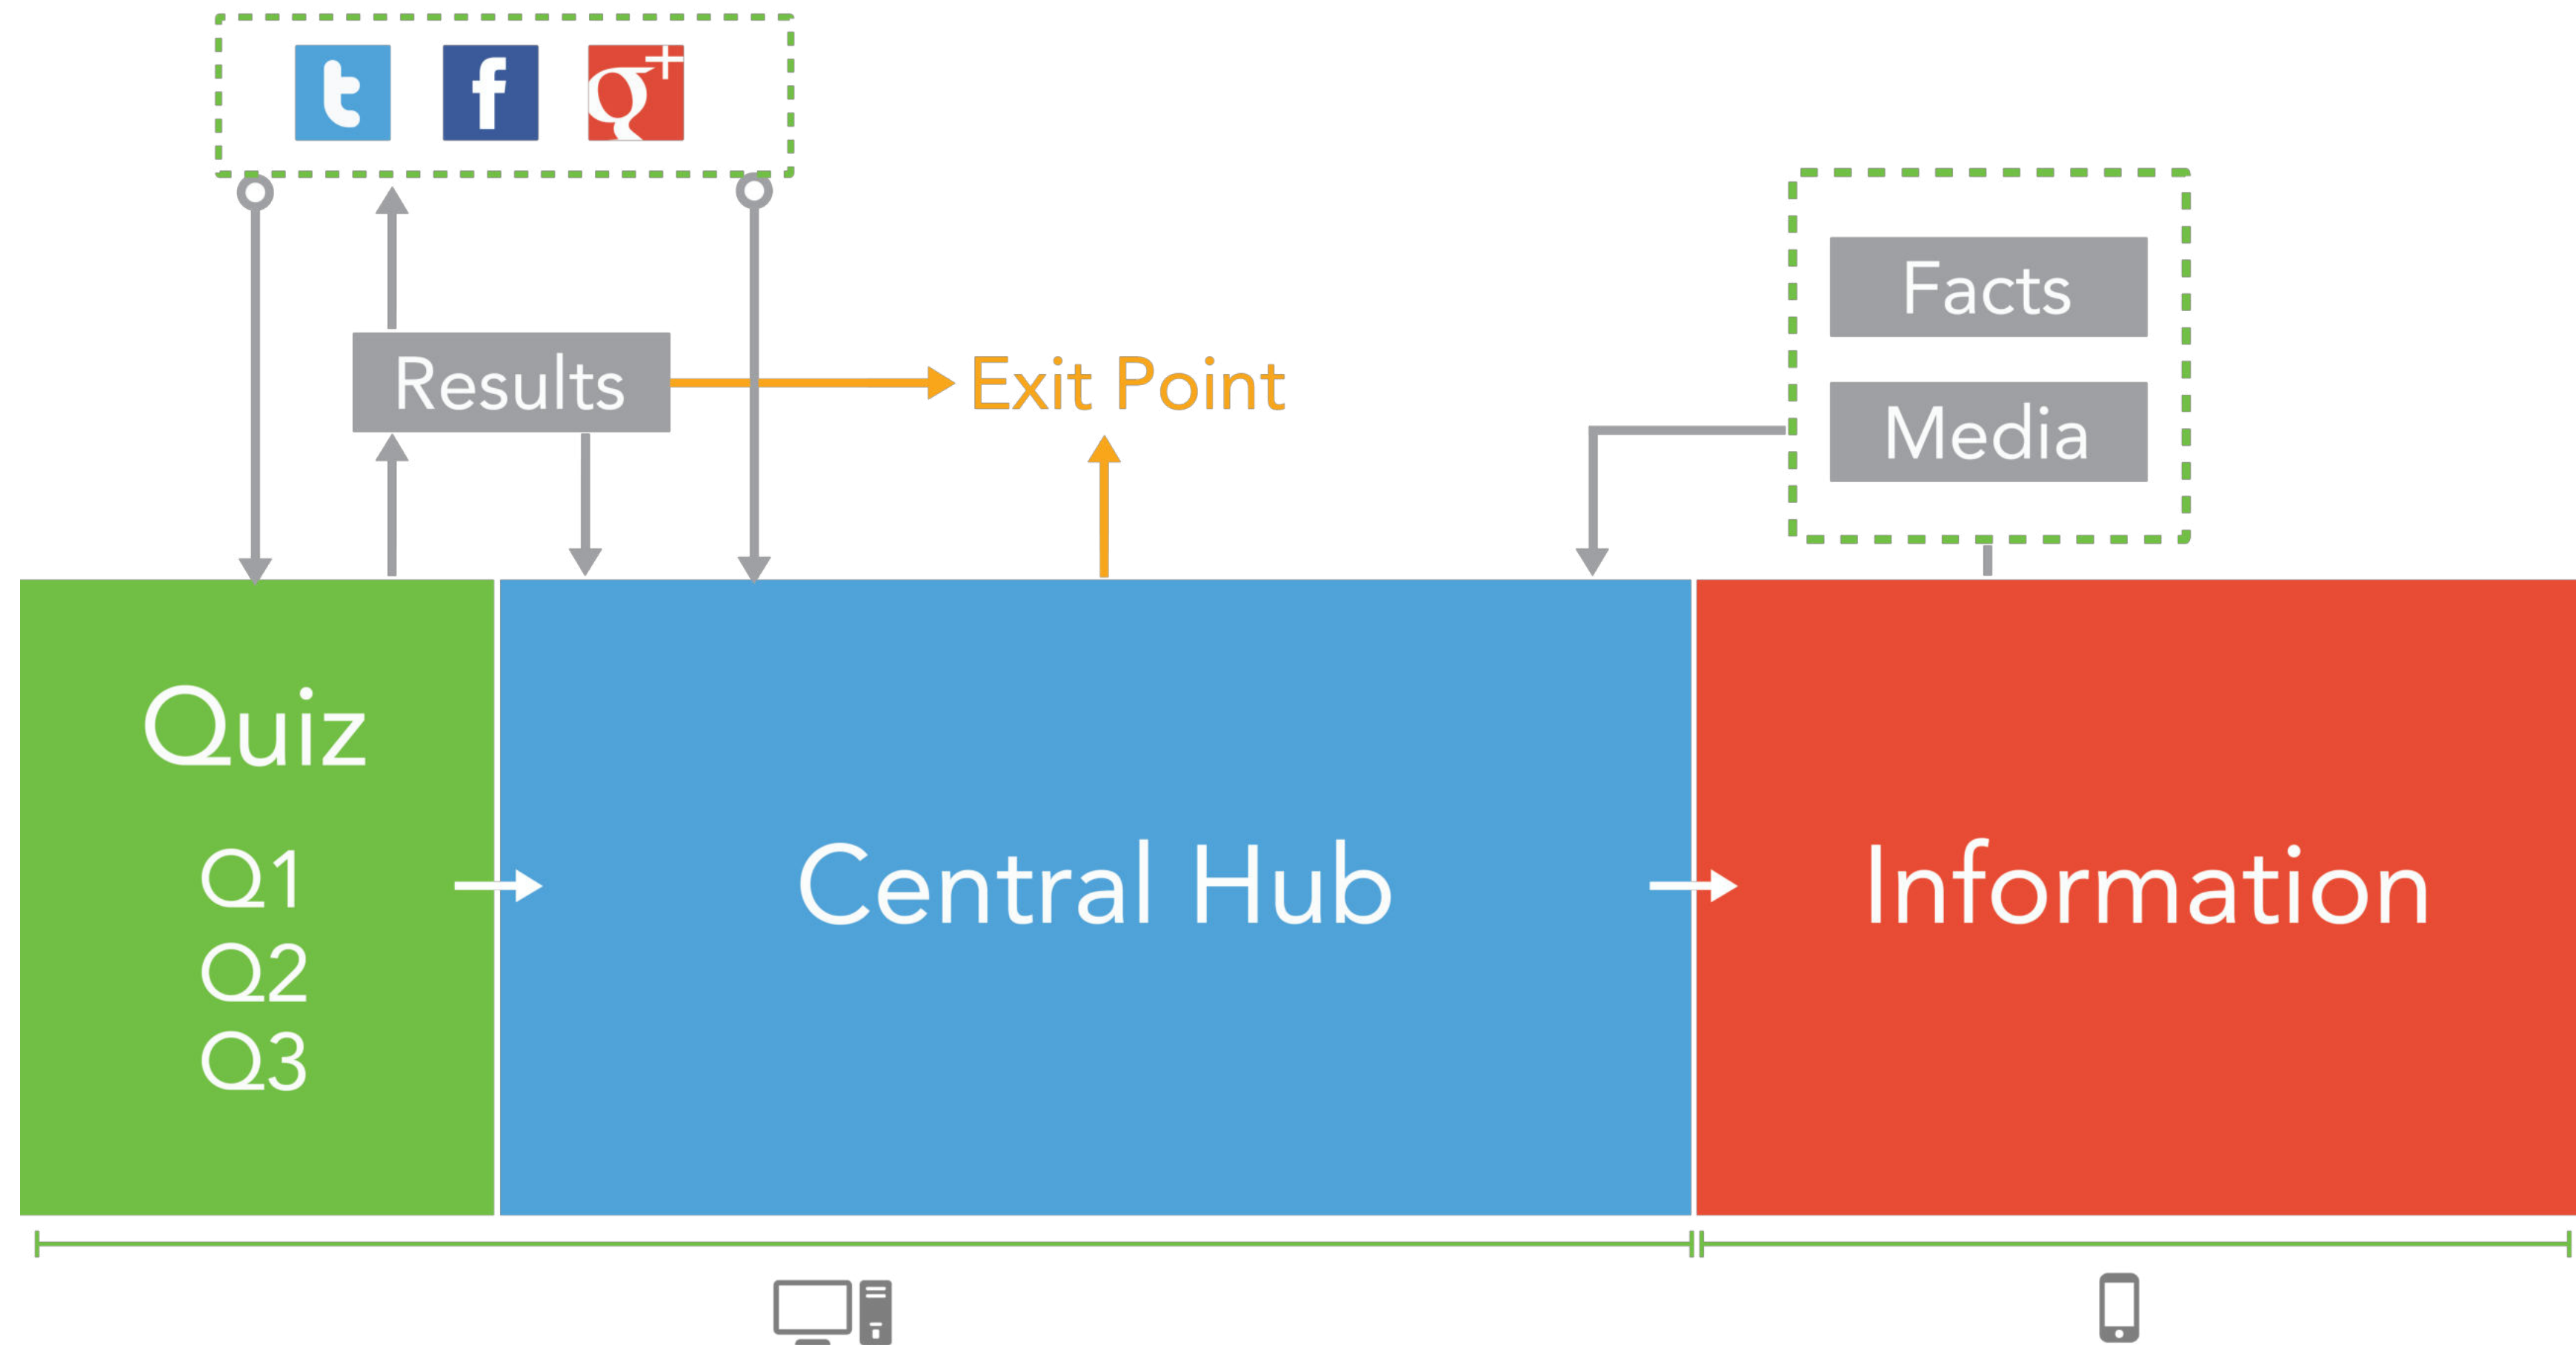 t f g+
Results
Exit Point
Facts
Media
Quiz
Q1
Q2
Q3
Central Hub
Information